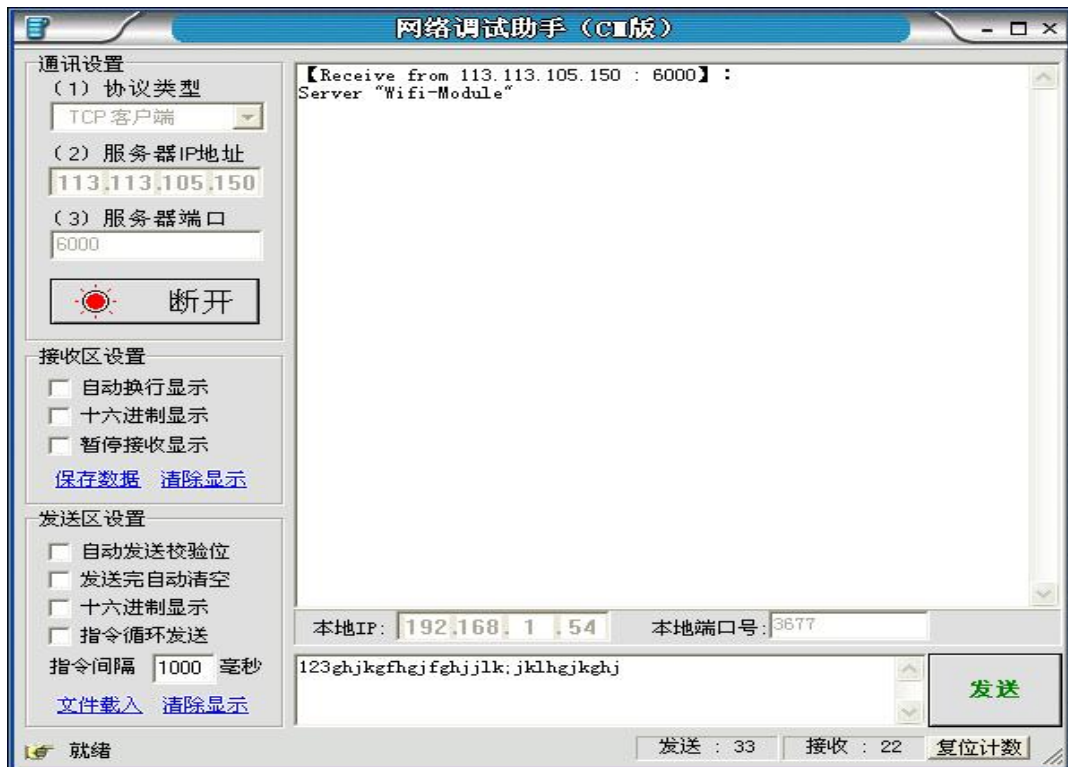 网络调试助手（CⅢ版）
通讯设置
（1）协议类型
TCP 客户端
（2）服务器IP地址
113.113.105.150
（3）服务器端口
6000
断开
接收区设置
自动换行显示
十六进制显示
暂停接收显示
保存数据 清除显示
发送区设置
自动发送校验位
发送完自动清空
十六进制显示
指令循环发送
指令间隔 1000 毫秒
文件载入 清除显示
【Receive from 113.113.105.150 : 6000】：
Server "Wifi-Module"
本地IP: 192.168. 1 .54 本地端口号: 3677
123ghjkgfhgjfghjjlk;jklhgjkghj
发送
就绪
发送 : 33 接收 : 22 复位计数